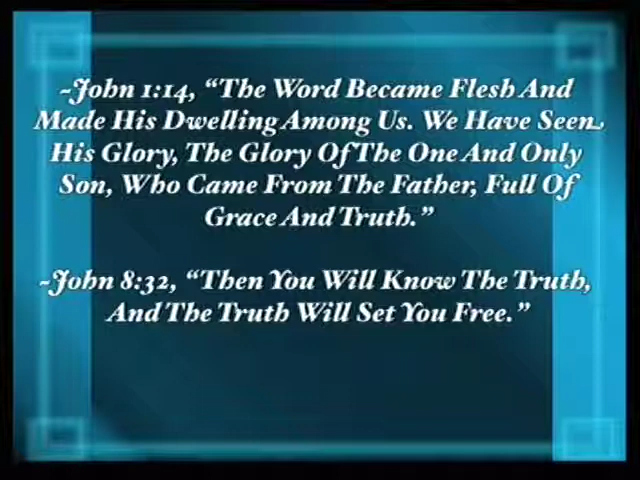 ~John 1:14, “The Word Became Flesh And
Made His Dwelling Among Us. We Have Seen
His Glory, The Glory Of The One And Only
Son, Who Came From The Father, Full Of
Grace And Truth.”
~John 8:32, “Then You Will Know The Truth,
And The Truth Will Set You Free.”